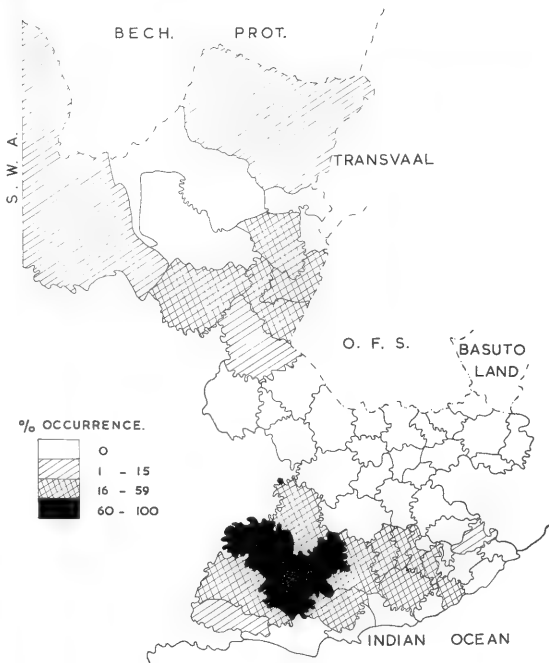 BECH. PROT.
S. W. A.
TRANSVAAL
O. F. S.
BASUTO
LAND
% OCCURRENCE.
0
1 - 15
16 - 59
60 - 100
INDIAN OCEAN